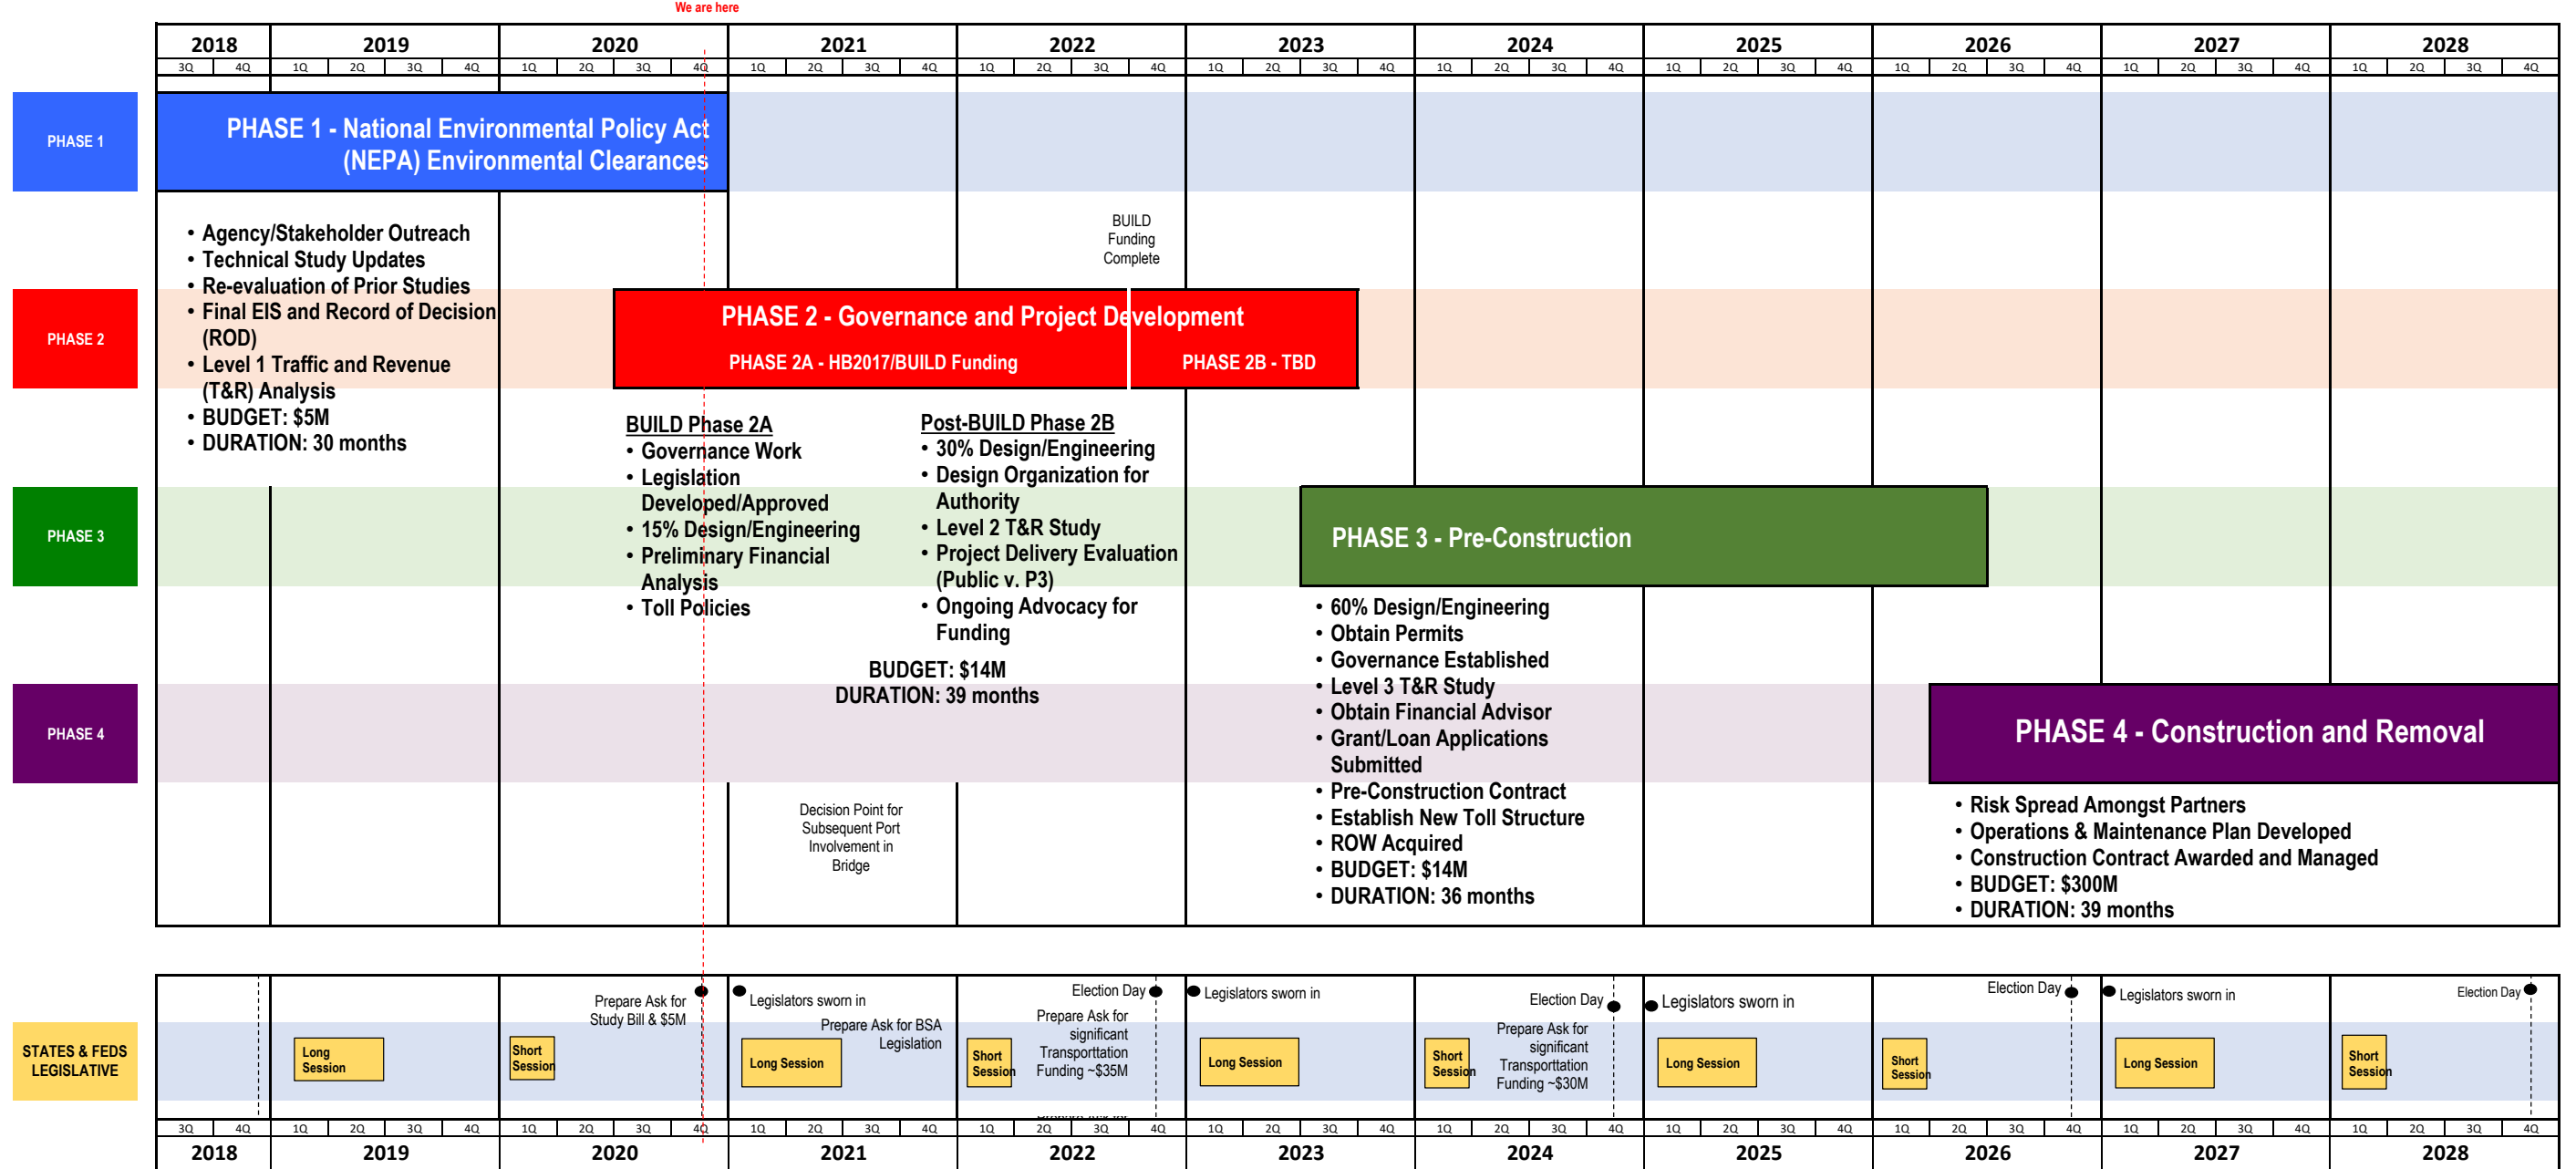 We are here
2018 2019 2020 2021 2022 2023 2024 2025 2026 2027 2028
3Q 4Q 1Q 2Q 3Q 4Q 1Q 2Q 3Q 4Q 1Q 2Q 3Q 4Q 1Q 2Q 3Q 4Q 1Q 2Q 3Q 4Q 1Q 2Q 3Q 4Q 1Q 2Q 3Q 4Q 1Q 2Q 3Q 4Q 1Q 2Q 3Q 4Q 1Q 2Q 3Q 4Q
PHASE 1
PHASE 1 - National Environmental Policy Act
(NEPA) Environmental Clearances
• Agency/Stakeholder Outreach
• Technical Study Updates
• Re-evaluation of Prior Studies
• Final EIS and Record of Decision
(ROD)
• Level 1 Traffic and Revenue
(T&R) Analysis
• BUDGET: $5M
• DURATION: 30 months
BUILD
Funding
Complete
PHASE 2
PHASE 2 - Governance and Project Development
PHASE 2A - HB2017/BUILD Funding
PHASE 2B - TBD
BUILD Phase 2A
• Governance Work
• Legislation
Developed/Approved
• 15% Design/Engineering
• Preliminary Financial
Analysis
• Toll Policies
Post-BUILD Phase 2B
• 30% Design/Engineering
• Design Organization for
Authority
• Level 2 T&R Study
• Project Delivery Evaluation
(Public v. P3)
• Ongoing Advocacy for
Funding
BUDGET: $14M
DURATION: 39 months
PHASE 3
PHASE 3 - Pre-Construction
• 60% Design/Engineering
• Obtain Permits
• Governance Established
• Level 3 T&R Study
• Obtain Financial Advisor
• Grant/Loan Applications
Submitted
• Pre-Construction Contract
• Establish New Toll Structure
• ROW Acquired
• BUDGET: $14M
• DURATION: 36 months
PHASE 4
PHASE 4 - Construction and Removal
• Risk Spread Amongst Partners
• Operations & Maintenance Plan Developed
• Construction Contract Awarded and Managed
• BUDGET: $300M
• DURATION: 39 months
Decision Point for
Subsequent Port
Involvement in
Bridge
STATES & FEDS
LEGISLATIVE
Long
Session
Short
Session
Prepare Ask for
Study Bill & $5M
Legislators sworn in
Prepare Ask for BSA
Legislation
Long Session
Short
Session
Election Day
Prepare Ask for
significant
Transporttation
Funding ~$35M
Legislators sworn in
Long Session
Short
Session
Election Day
Prepare Ask for
significant
Transporttation
Funding ~$30M
Legislators sworn in
Long Session
Short
Session
Election Day
Legislators sworn in
Long Session
Short
Session
Election Day
3Q 4Q 1Q 2Q 3Q 4Q 1Q 2Q 3Q 4Q 1Q 2Q 3Q 4Q 1Q 2Q 3Q 4Q 1Q 2Q 3Q 4Q 1Q 2Q 3Q 4Q 1Q 2Q 3Q 4Q 1Q 2Q 3Q 4Q 1Q 2Q 3Q 4Q 1Q 2Q 3Q 4Q
2018 2019 2020 2021 2022 2023 2024 2025 2026 2027 2028